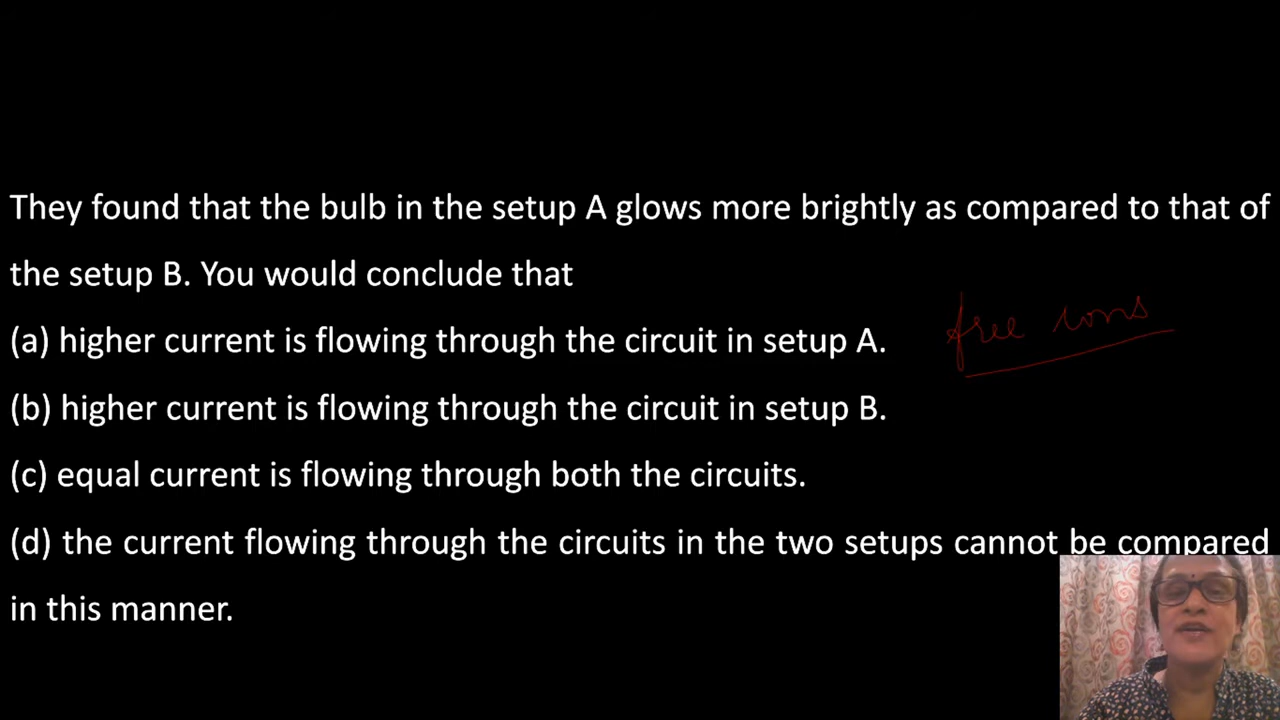 They found that the bulb in the setup A glows more brightly as compared to that of
the setup B. You would conclude that
(a) higher current is flowing through the circuit in setup A.
free ions
(b) higher current is flowing through the circuit in setup B.
(c) equal current is flowing through both the circuits.
(d) the current flowing through the circuits in the two setups cannot be compared
in this manner.